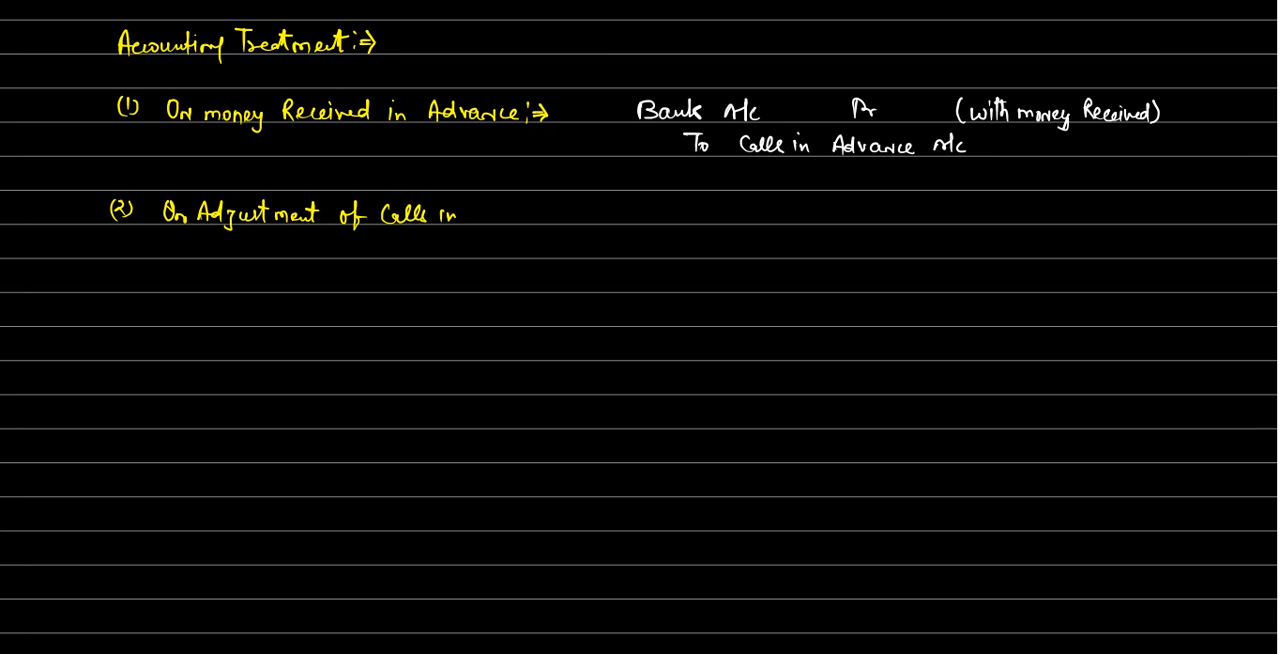 Accounting Treatment:⇒
(1) On money Received in Advance:⇒ Bank A/c Dr (with money Received)
To Calls in Advance A/c
(2) On Adjustment of Calls in